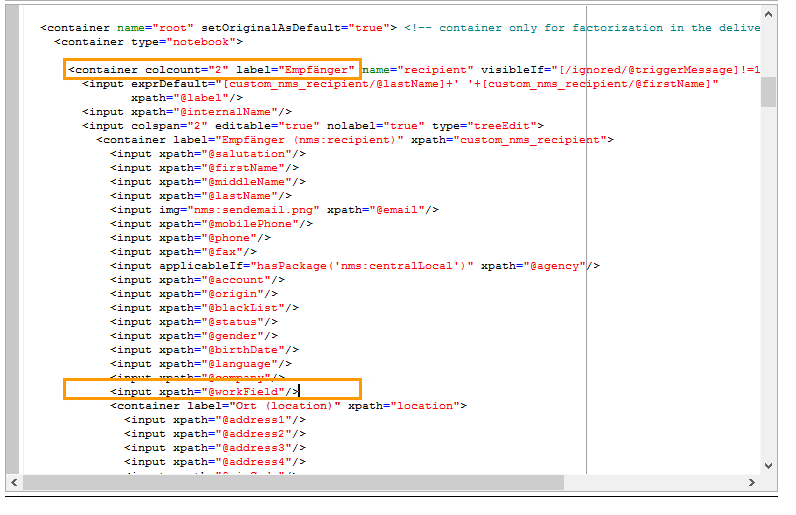 <container name="root" setOriginalAsDefault="true"> <!-- container only for factorization in the delive
<container type="notebook">
<container colcount="2" label="Empfänger" name="recipient" visibleIf="[/ignored/@triggerMessage]!=1
<input exprDefault="[custom_nms_recipient/@lastName]+' '+[custom_nms_recipient/@firstName]"
xpath="@label"/>
<input xpath="@internalName"/>
<input colspan="2" editable="true" nolabel="true" type="treeEdit">
<container label="Empfänger (nms:recipient)" xpath="custom_nms_recipient">
<input xpath="@salutation"/>
<input xpath="@firstName"/>
<input xpath="@middleName"/>
<input xpath="@lastName"/>
<input img="nms:sendemail.png" xpath="@email"/>
<input xpath="@mobilePhone"/>
<input xpath="@phone"/>
<input xpath="@fax"/>
<input applicableIf="hasPackage('nms:centralLocal')" xpath="@agency"/>
<input xpath="@account"/>
<input xpath="@origin"/>
<input xpath="@blackList"/>
<input xpath="@status"/>
<input xpath="@gender"/>
<input xpath="@birthDate"/>
<input xpath="@language"/>
<input xpath="@company"/>
<input xpath="@workField"/>
<container label="Ort (location)" xpath="location">
<input xpath="@address1"/>
<input xpath="@address2"/>
<input xpath="@address3"/>
<input xpath="@address4"/>